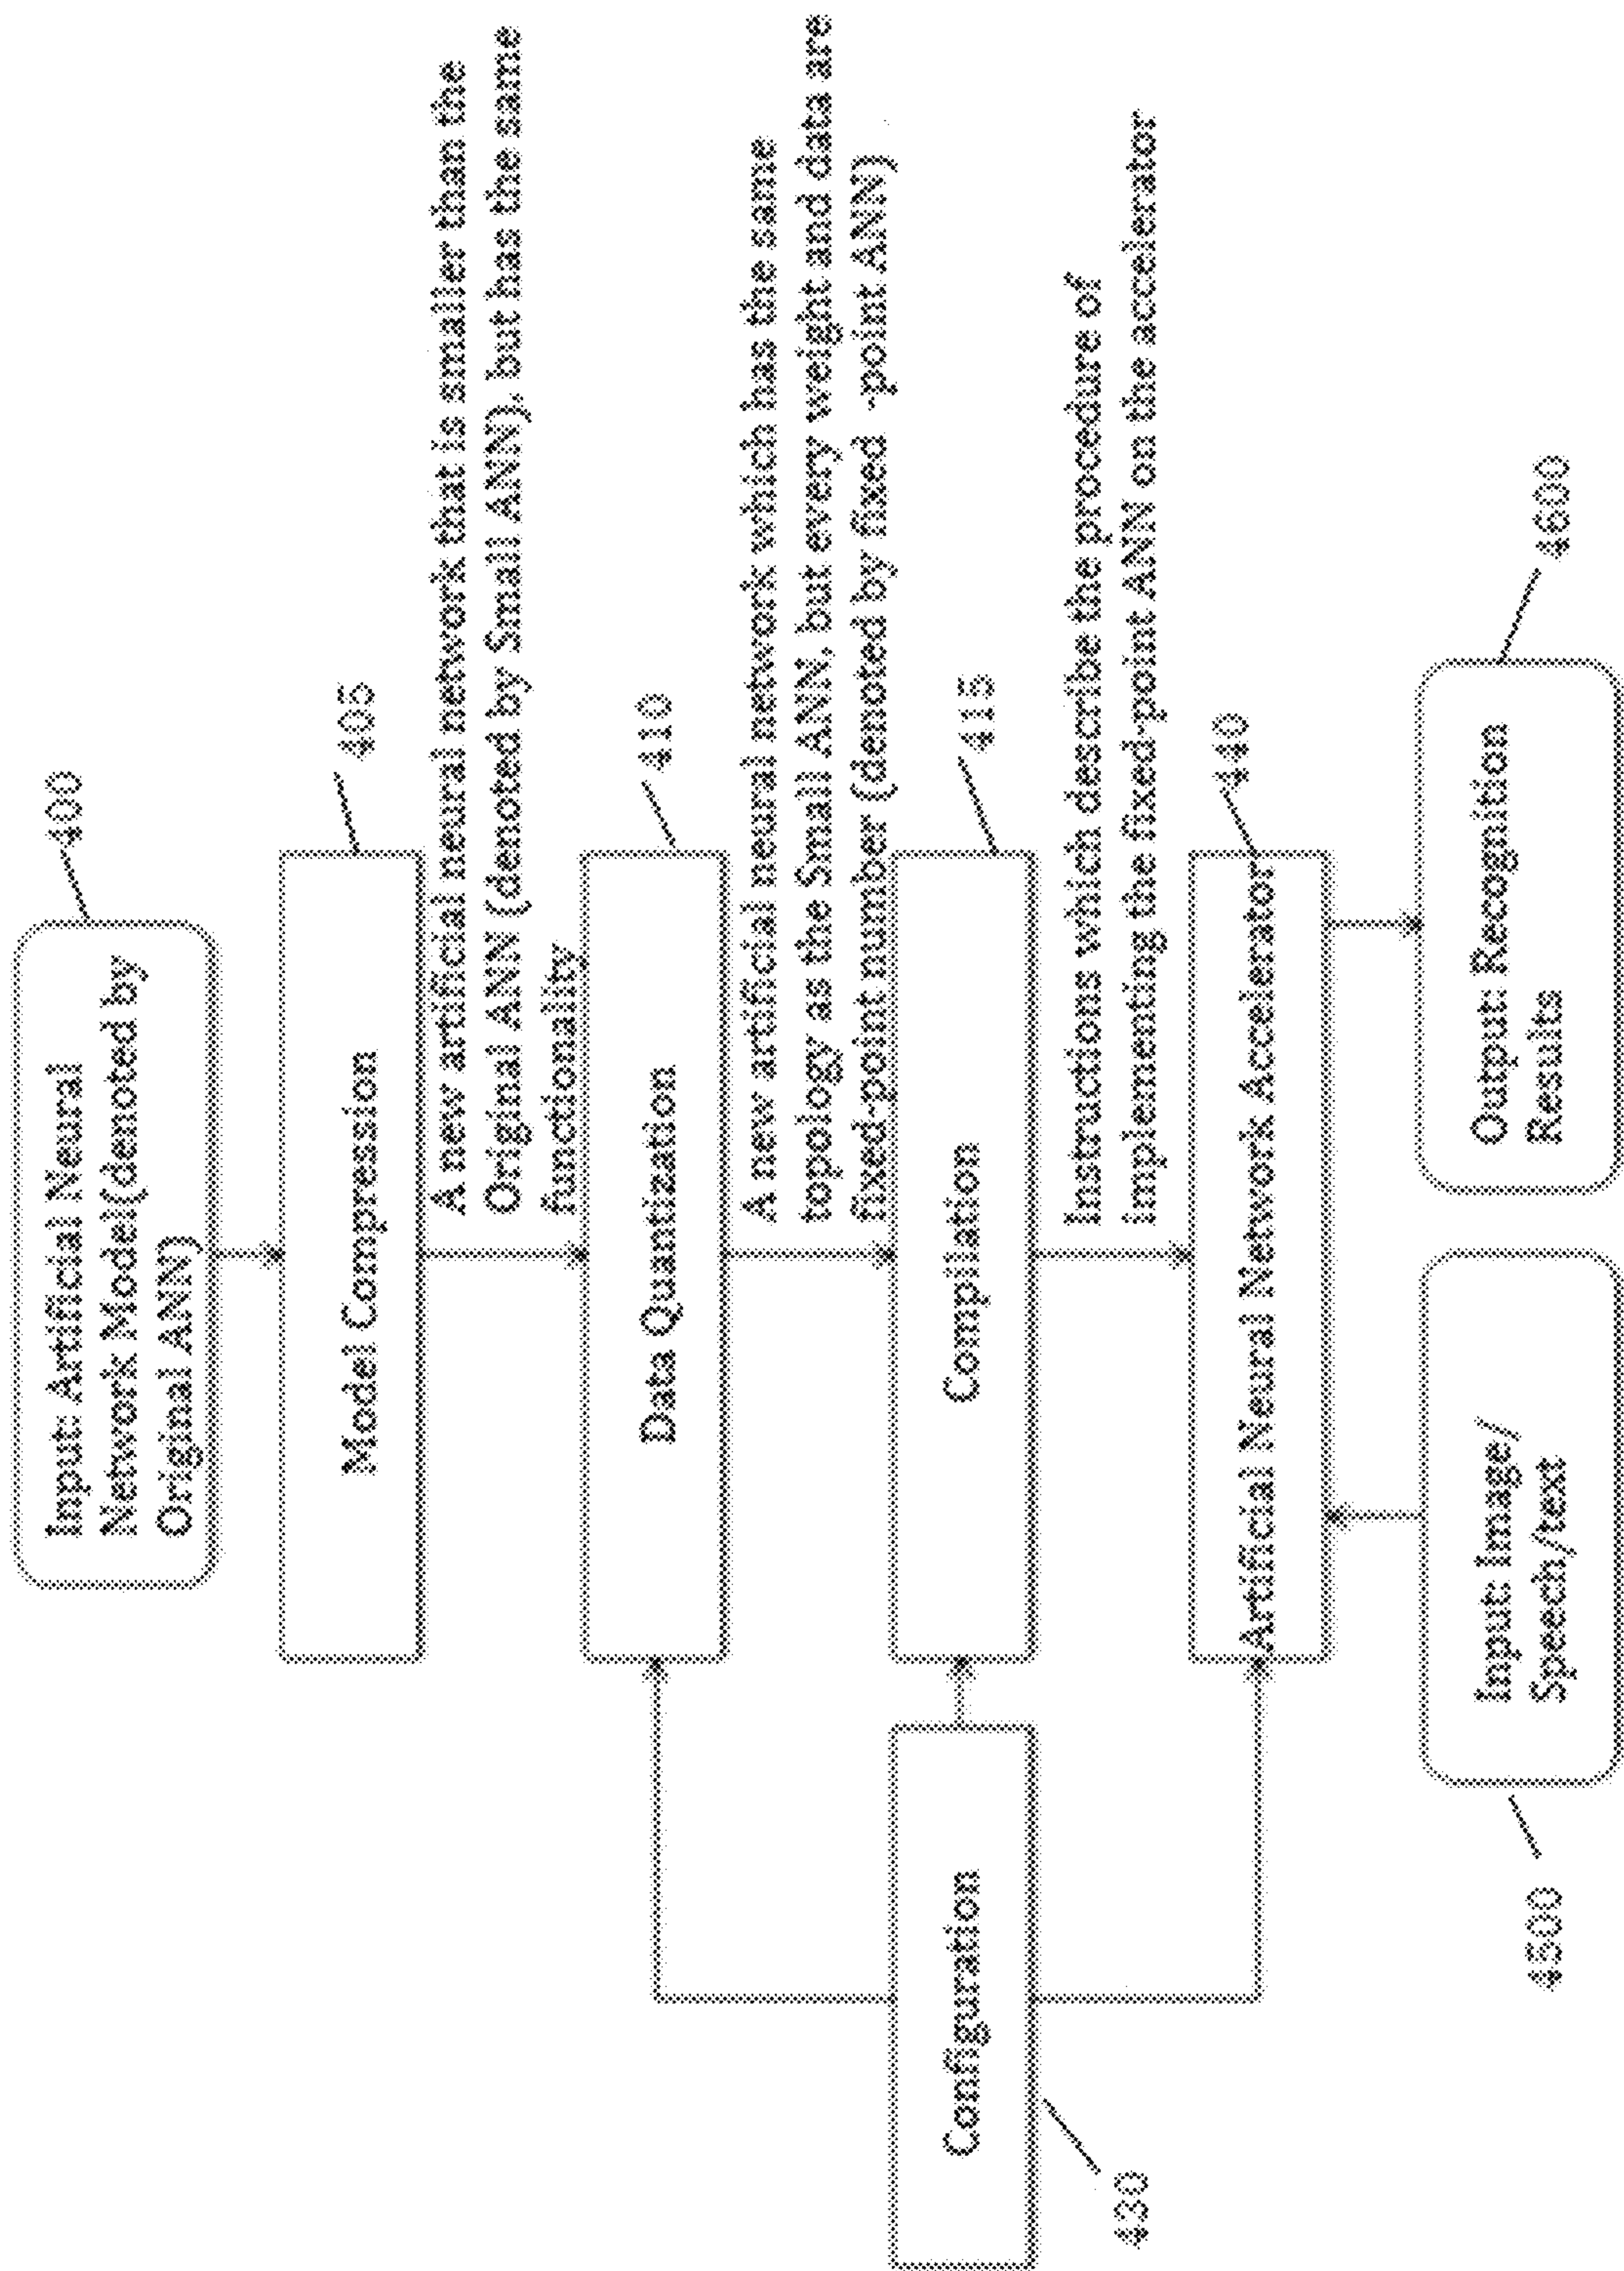 Input: Artificial Neural
Network Model(denoted by
Original ANN)
400
Model Compression
405
A new artificial neural network that is smaller than the
Original ANN (denoted by Small ANN), but has the same
functionality
Data Quantization
410
A new artificial neural network which has the same
topology as the Small ANN, but every weight and data are
fixed-point number (denoted by fixed -point ANN)
Configuration
430
Compilation
415
Instructions which describe the procedure of
implementing the fixed-point ANN on the accelerator
Artificial Neural Network Accelerator
440
Input: Image/
Speech/text
4500
Output: Recognition
Results
4600